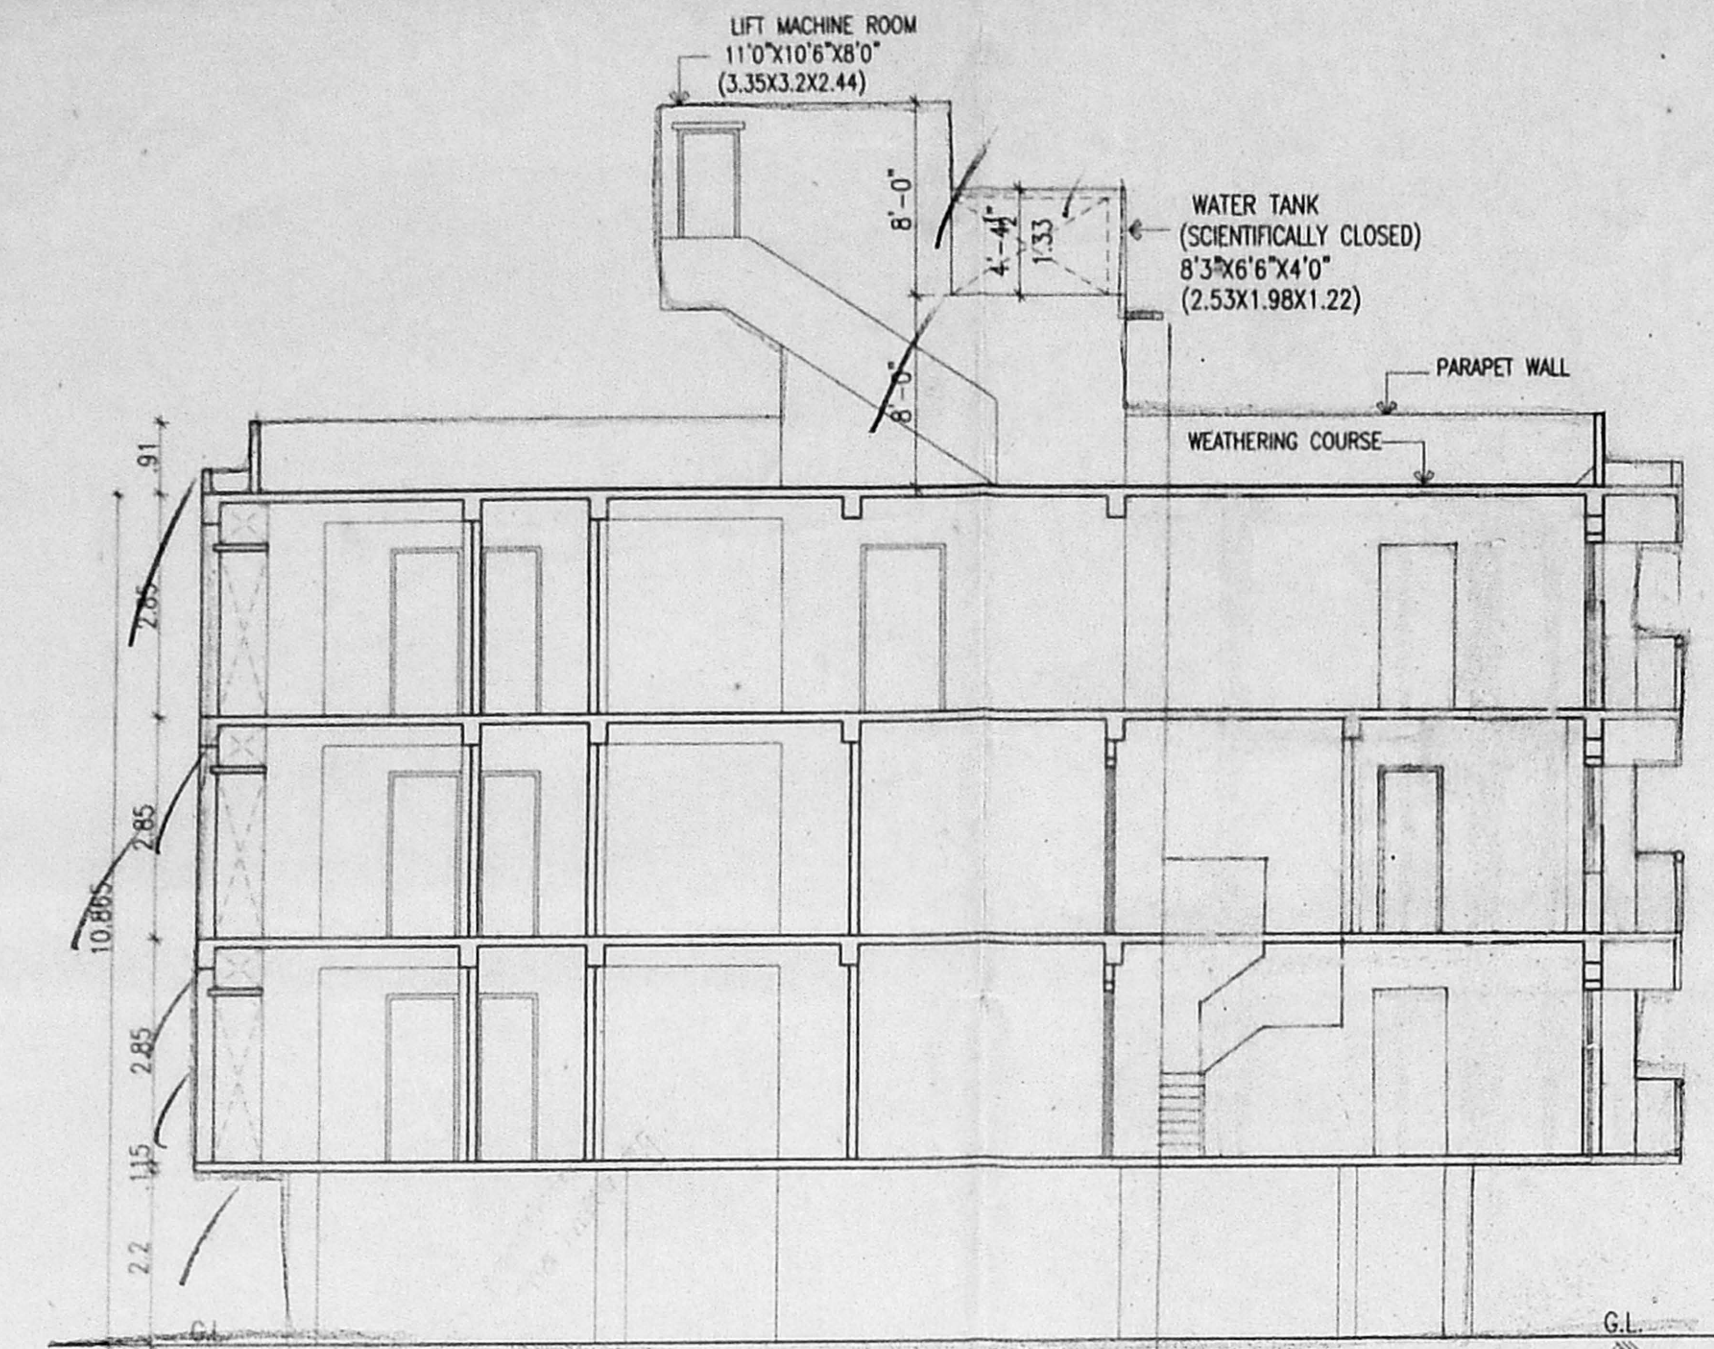 LIFT MACHINE ROOM
11'0"X10'6"X8'0"
(3.35X3.2X2.44)
8'-0"
4'-4½"
1.33
WATER TANK
(SCIENTIFICALLY CLOSED)
8'3"X6'6"X4'0"
(2.53X1.98X1.22)
8'-0"
PARAPET WALL
WEATHERING COURSE
.91
2.85
2.85
10.865
2.85
.115
2.2
G.L.
G.L.